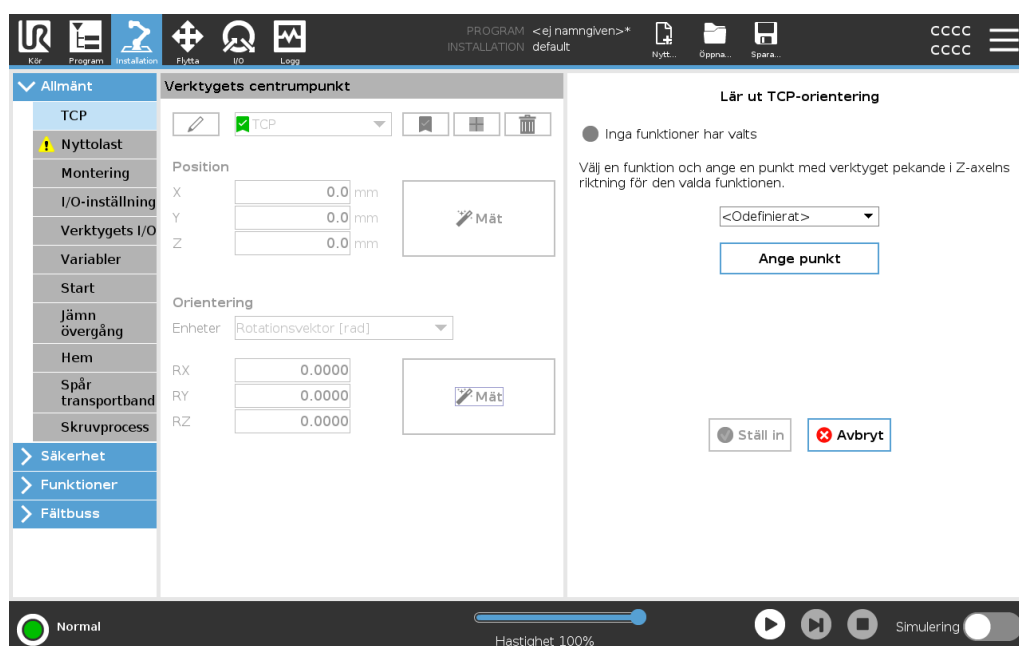 UR
Kör
Program
Installation
Flytta
I/O
Logg
PROGRAM <ej namngiven>*
INSTALLATION default
Nytt...
Öppna...
Spara...
cccc
cccc
Allmänt
TCP
Nyttolast
Montering
I/O-inställning
Verktygets I/O
Variabler
Start
Jämn
övergång
Hem
Spår
transportband
Skruvprocess
Säkerhet
Funktioner
Fältbuss
Verktygets centrumpunkt
TCP
Position
X 0.0 mm
Y 0.0 mm
Z 0.0 mm
Mät
Orientering
Enheter Rotationsvektor [rad]
RX 0.0000
RY 0.0000
RZ 0.0000
Mät
Lär ut TCP-orientering
Inga funktioner har valts
Välj en funktion och ange en punkt med verktyget pekande i Z-axelns
riktning för den valda funktionen.
<Odefinierat>
Ange punkt
Ställ in
Avbryt
Normal
Hastighet 100%
Simulering